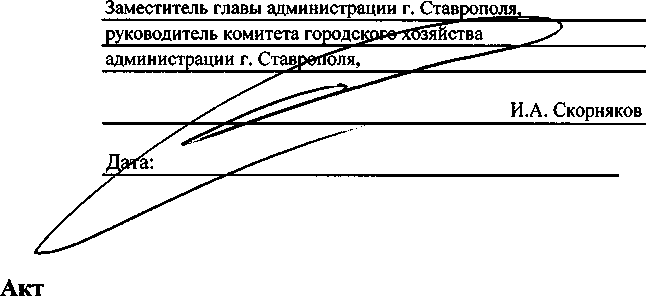 Заместитель главы администрации г. Ставрополя,
руководитель комитета городского хозяйства
администрации г. Ставрополя,
И.А. Скорняков
Дата:
Акт